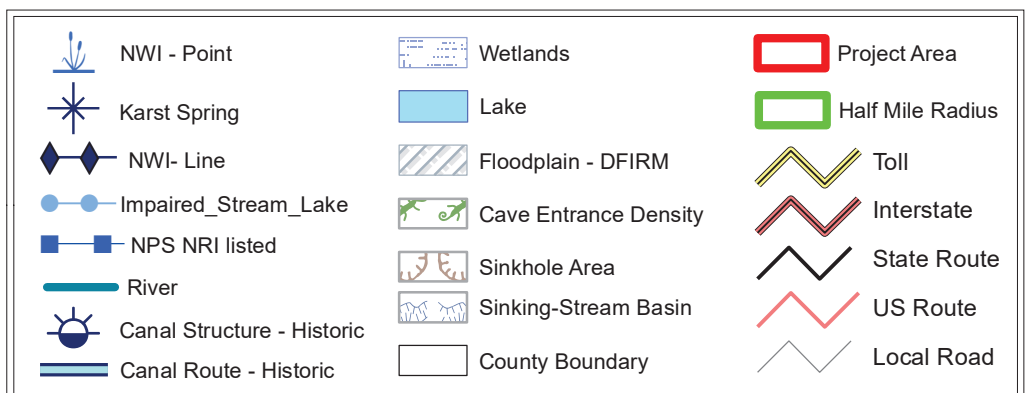 NWI - Point
Karst Spring
NWI- Line
Impaired_Stream_Lake
NPS NRI listed
River
Canal Structure - Historic
Canal Route - Historic
Wetlands
Lake
Floodplain - DFIRM
Cave Entrance Density
Sinkhole Area
Sinking-Stream Basin
County Boundary
Project Area
Half Mile Radius
Toll
Interstate
State Route
US Route
Local Road